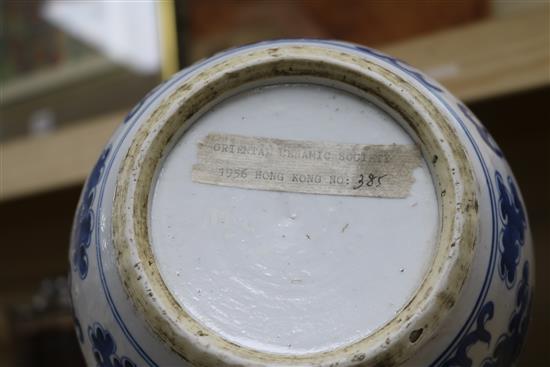 ORIENTAL CERAMIC SOCIETY
1956 HONG KONG NO: 385